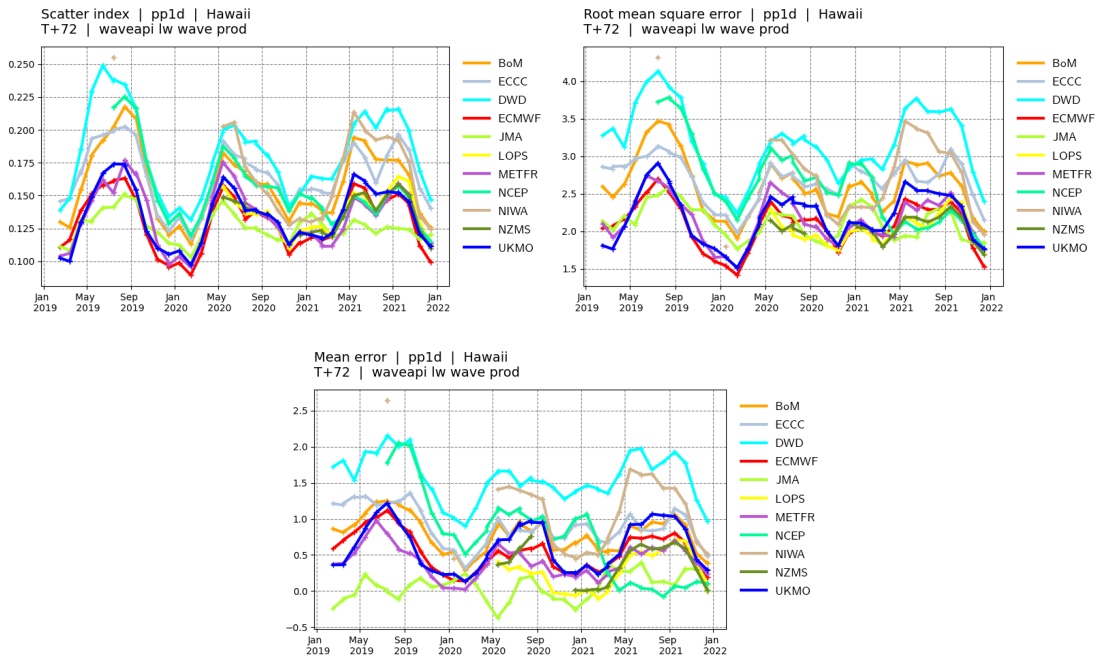 Scatter index | pp1d | Hawaii
T+72 | waveapi lw wave prod
0.250
0.225
0.200
0.175
0.150
0.125
0.100
Jan May Sep Jan May Sep Jan May Sep Jan
2019 2019 2019 2020 2020 2020 2021 2021 2021 2022
BoM
ECCC
DWD
ECMWF
JMA
LOPS
METFR
NCEP
NIWA
NZMS
UKMO
Root mean square error | pp1d | Hawaii
T+72 | waveapi lw wave prod
4.0
3.5
3.0
2.5
2.0
1.5
Jan May Sep Jan May Sep Jan May Sep Jan
2019 2019 2019 2020 2020 2020 2021 2021 2021 2022
BoM
ECCC
DWD
ECMWF
JMA
LOPS
METFR
NCEP
NIWA
NZMS
UKMO
Mean error | pp1d | Hawaii
T+72 | waveapi lw wave prod
2.5
2.0
1.5
1.0
0.5
0.0
−0.5
Jan May Sep Jan May Sep Jan May Sep Jan
2019 2019 2019 2020 2020 2020 2021 2021 2021 2022
BoM
ECCC
DWD
ECMWF
JMA
LOPS
METFR
NCEP
NIWA
NZMS
UKMO